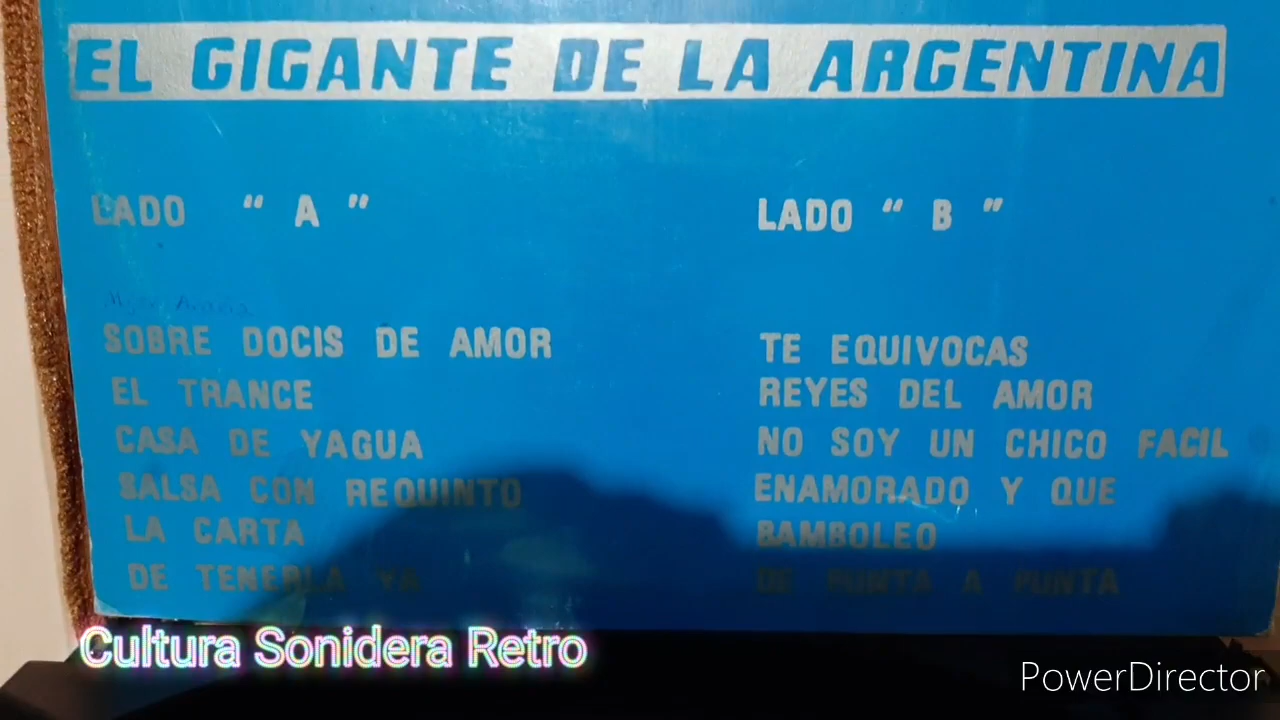 EL GIGANTE DE LA ARGENTINA
LADO " A "
SOBRE DOCIS DE AMOR
EL TRANCE
CASA DE YAGUA
SALSA CON REQUINTO
LA CARTA
DE TENERLA YA
LADO " B "
TE EQUIVOCAS
REYES DEL AMOR
NO SOY UN CHICO FACIL
ENAMORADO Y QUE
BAMBOLEO
DE PUNTA A PUNTA
Cultura Sonidera Retro
PowerDirector